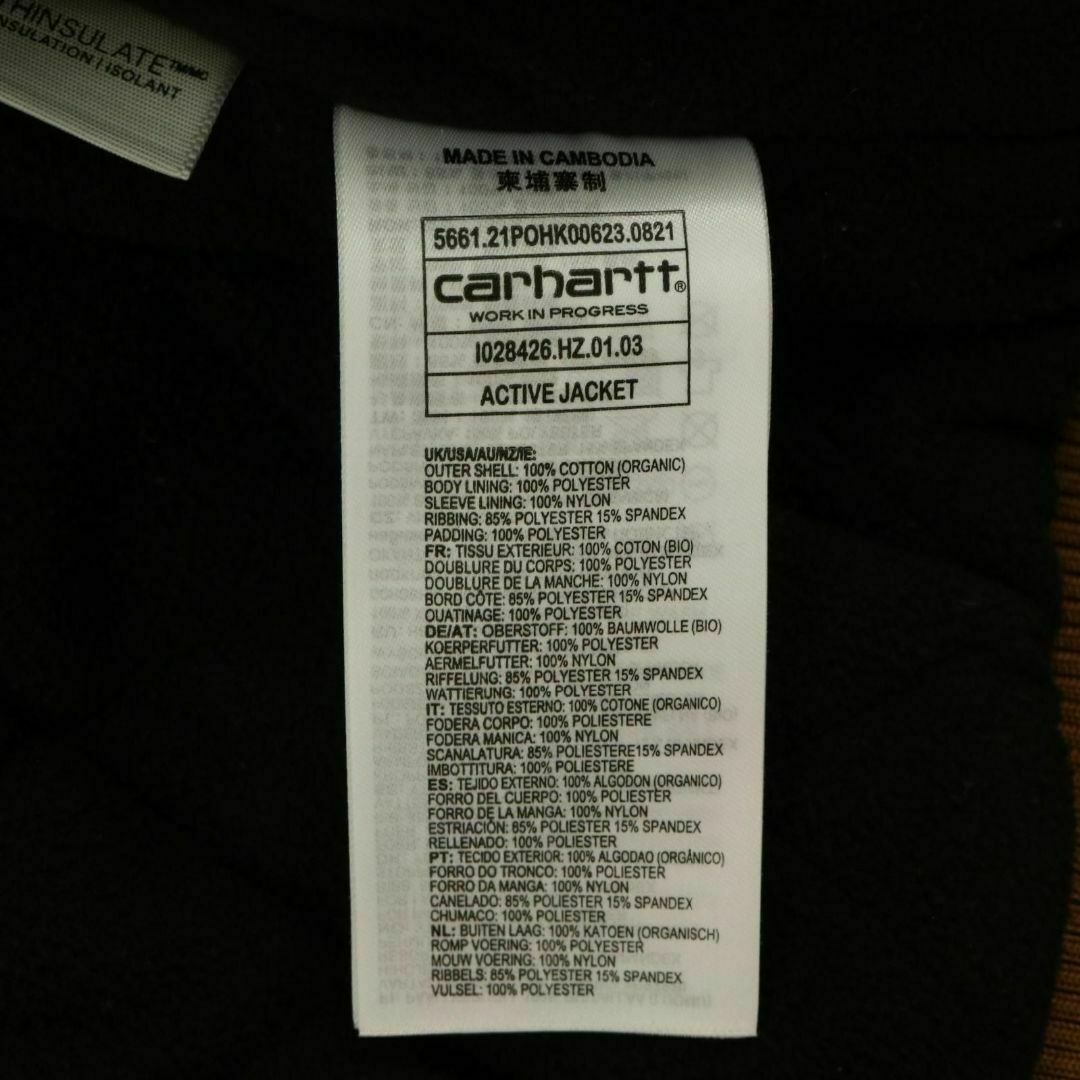 THINSULATE™MC
INSULATION | ISOLANT
MADE IN CAMBODIA
柬埔寨制
5661.21POHK00623.0821
carhartt®
WORK IN PROGRESS
I028426.HZ.01.03
ACTIVE JACKET
UK/USA/AU/NZ/IE:
OUTER SHELL: 100% COTTON (ORGANIC)
BODY LINING: 100% POLYESTER
SLEEVE LINING: 100% NYLON
RIBBING: 85% POLYESTER 15% SPANDEX
PADDING: 100% POLYESTER
FR: TISSU EXTERIEUR: 100% COTON (BIO)
DOUBLURE DU CORPS: 100% POLYESTER
DOUBLURE DE LA MANCHE: 100% NYLON
BORD CÔTE: 85% POLYESTER 15% SPANDEX
OUATINAGE: 100% POLYESTER
DE/AT: OBERSTOFF: 100% BAUMWOLLE (BIO)
KOERPERFUTTER: 100% POLYESTER
AERMELFUTTER: 100% NYLON
RIFFELUNG: 85% POLYESTER 15% SPANDEX
WATTIERUNG: 100% POLYESTER
IT: TESSUTO ESTERNO: 100% COTONE (ORGANICO)
FODERA CORPO: 100% POLIESTERE
FODERA MANICA: 100% NYLON
SCANALATURA: 85% POLIESTERE15% SPANDEX
IMBOTTITURA: 100% POLIESTERE
ES: TEJIDO EXTERNO: 100% ALGODON (ORGANICO)
FORRO DEL CUERPO: 100% POLIESTER
FORRO DE LA MANGA: 100% NYLON
ESTRIACIÓN: 85% POLIESTER 15% SPANDEX
RELLENADO: 100% POLIESTER
PT: TECIDO EXTERIOR: 100% ALGODAO (ORGÂNICO)
FORRO DO TRONCO: 100% POLIESTER
FORRO DA MANGA: 100% NYLON
CANELADO: 85% POLIESTER 15% SPANDEX
CHUMACO: 100% POLIESTER
NL: BUITEN LAAG: 100% KATOEN (ORGANISCH)
ROMP VOERING: 100% POLYESTER
MOUW VOERING: 100% NYLON
RIBBELS: 85% POLYESTER 15% SPANDEX
VULSEL: 100% POLYESTER